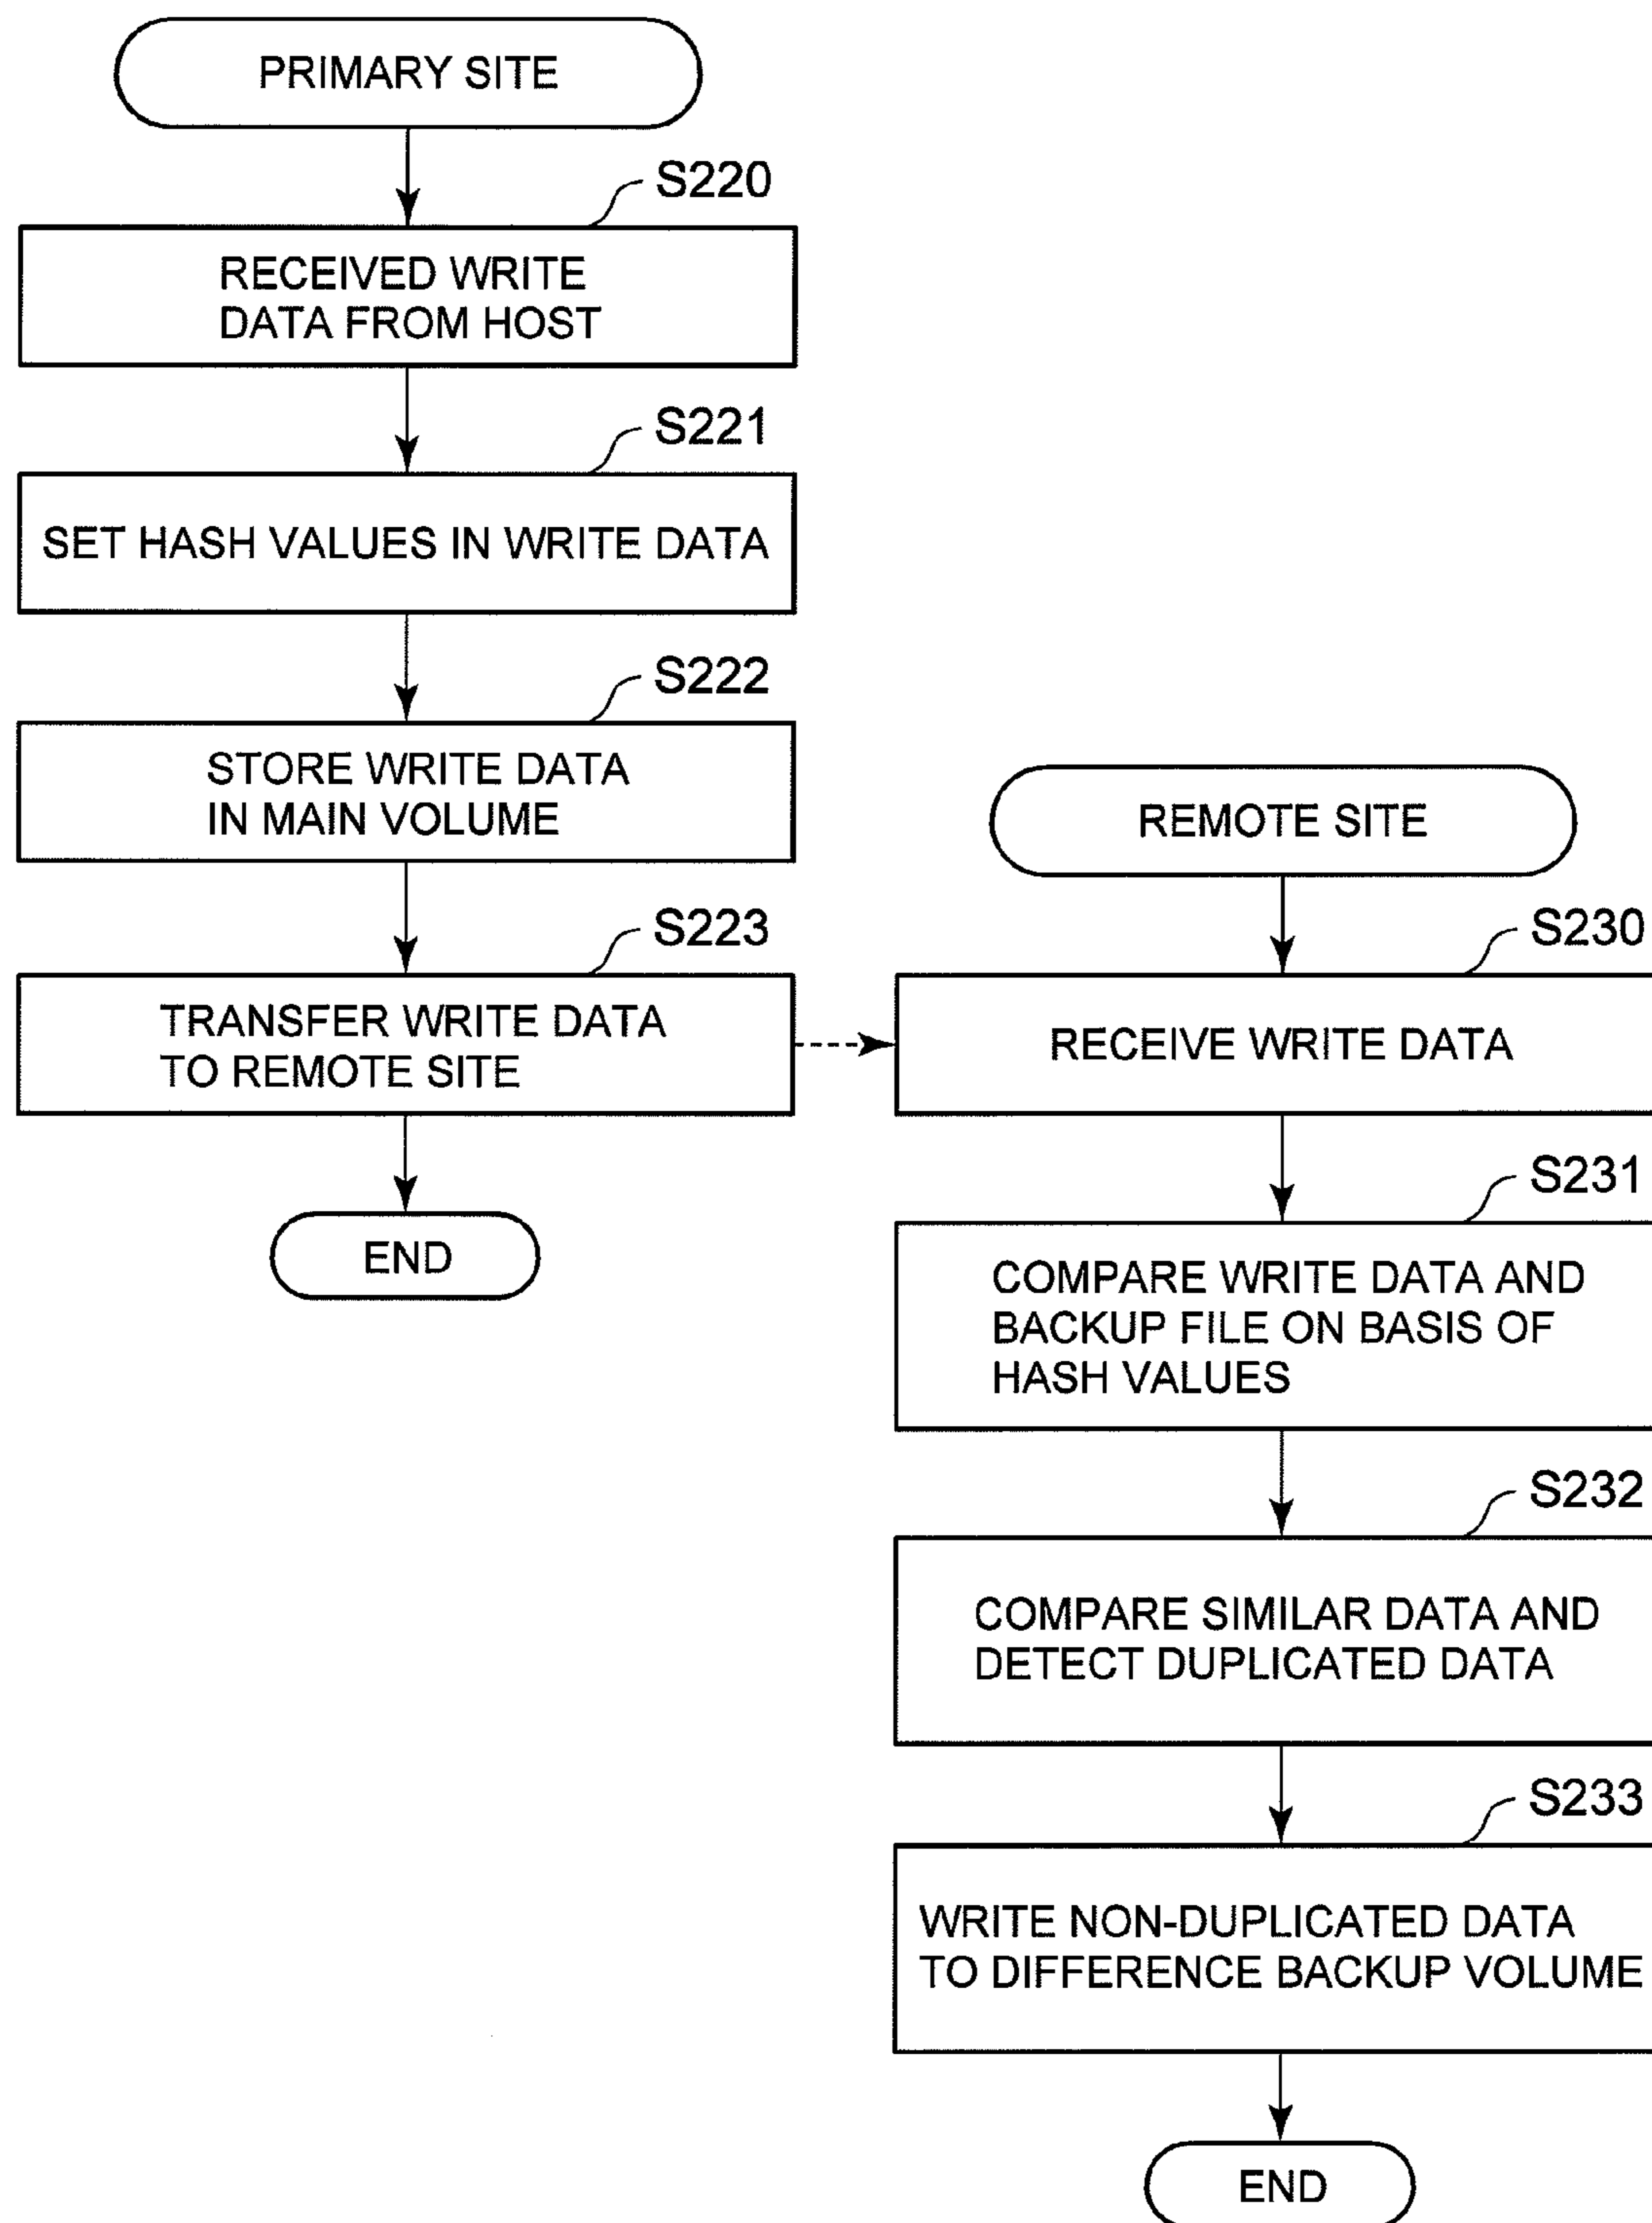 PRIMARY SITE
S220
RECEIVED WRITE
DATA FROM HOST
S221
SET HASH VALUES IN WRITE DATA
S222
STORE WRITE DATA
IN MAIN VOLUME
S223
TRANSFER WRITE DATA
TO REMOTE SITE
END
REMOTE SITE
S230
RECEIVE WRITE DATA
S231
COMPARE WRITE DATA AND
BACKUP FILE ON BASIS OF
HASH VALUES
S232
COMPARE SIMILAR DATA AND
DETECT DUPLICATED DATA
S233
WRITE NON-DUPLICATED DATA
TO DIFFERENCE BACKUP VOLUME
END